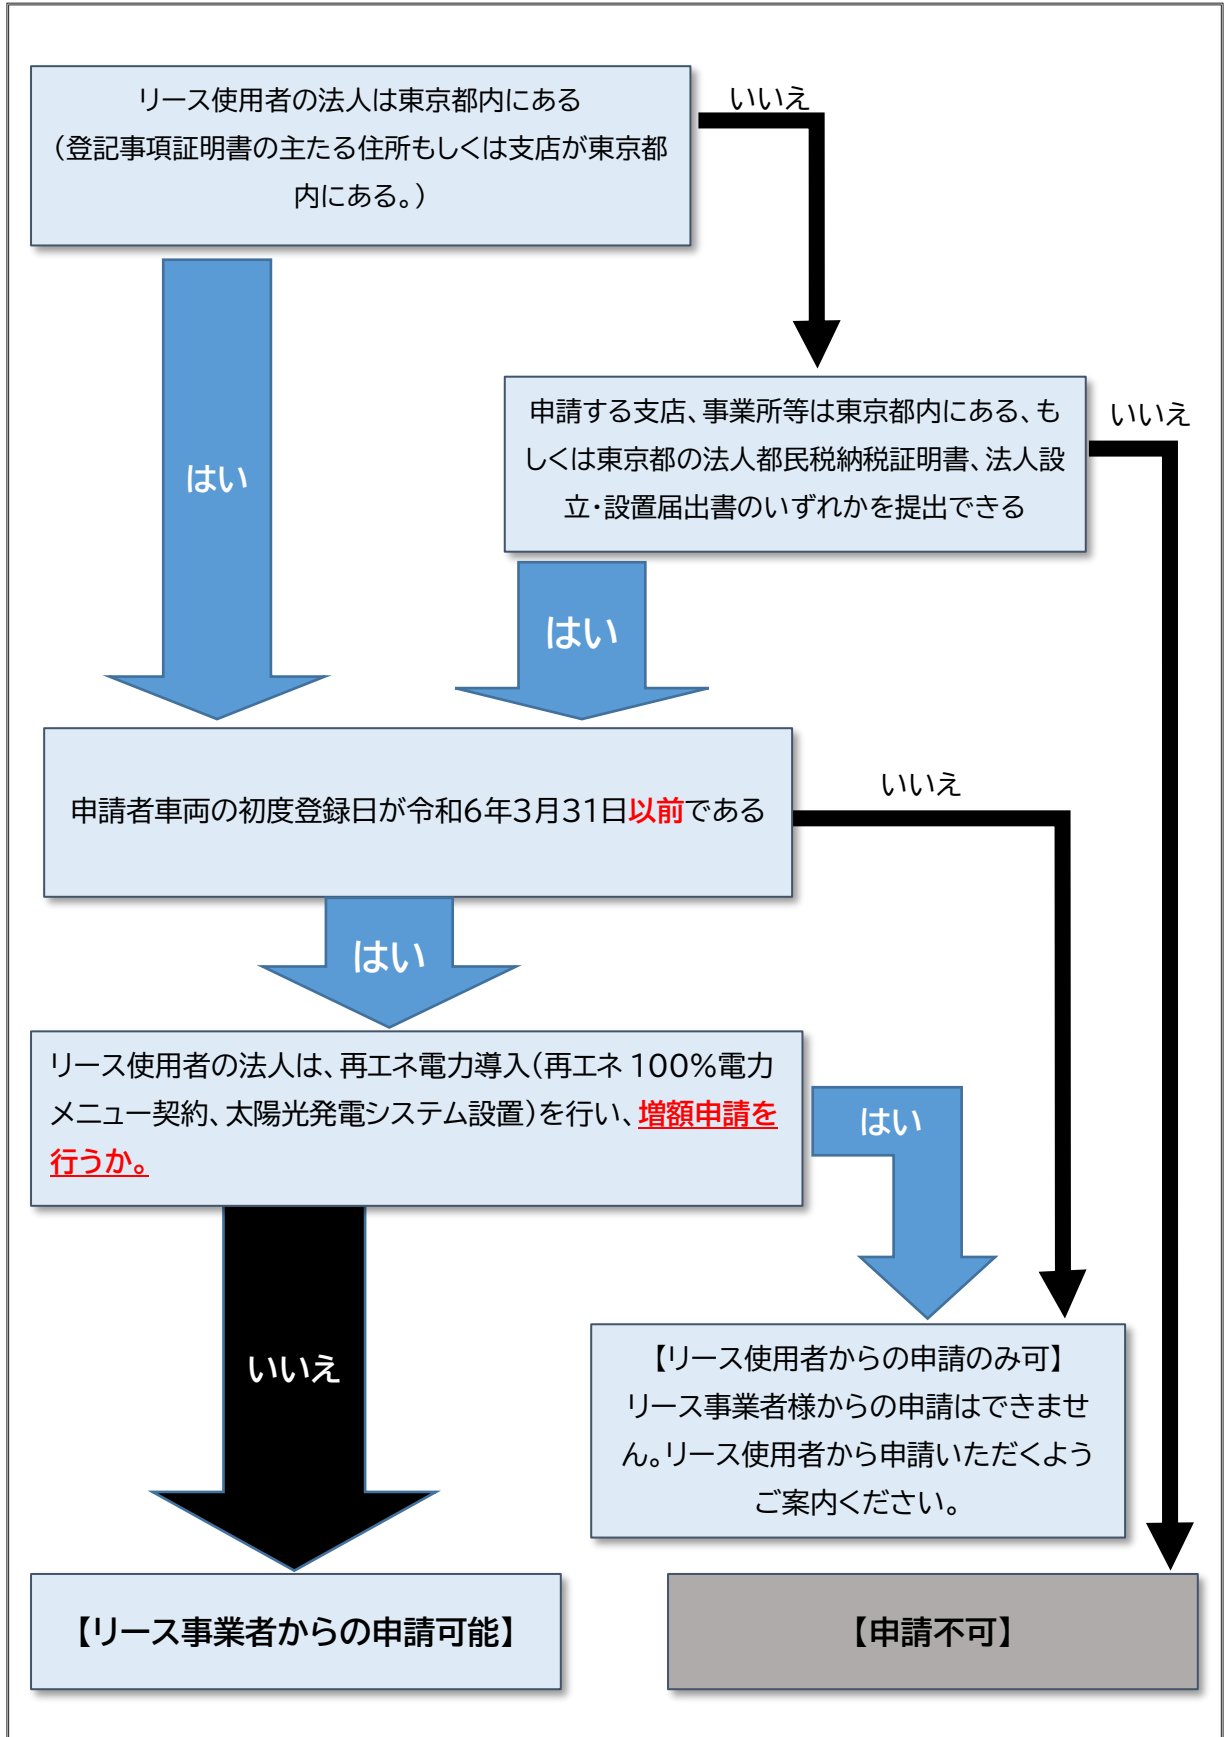 リース使用者の法人は東京都内にある
（登記事項証明書の主たる住所もしくは支店が東京都
内にある。）
いいえ
申請する支店、事業所等は東京都内にある、も
しくは東京都の法人都民税納税証明書、法人設
立・設置届出書のいずれかを提出できる
いいえ
はい
はい
申請者車両の初度登録日が令和6年3月31日以前である
いいえ
はい
リース使用者の法人は、再エネ電力導入（再エネ 100％電力
メニュー契約、太陽光発電システム設置）を行い、増額申請を
行うか。
はい
いいえ
【リース使用者からの申請のみ可】
リース事業者様からの申請はできませ
ん。リース使用者から申請いただくよう
ご案内ください。
【リース事業者からの申請可能】
【申請不可】